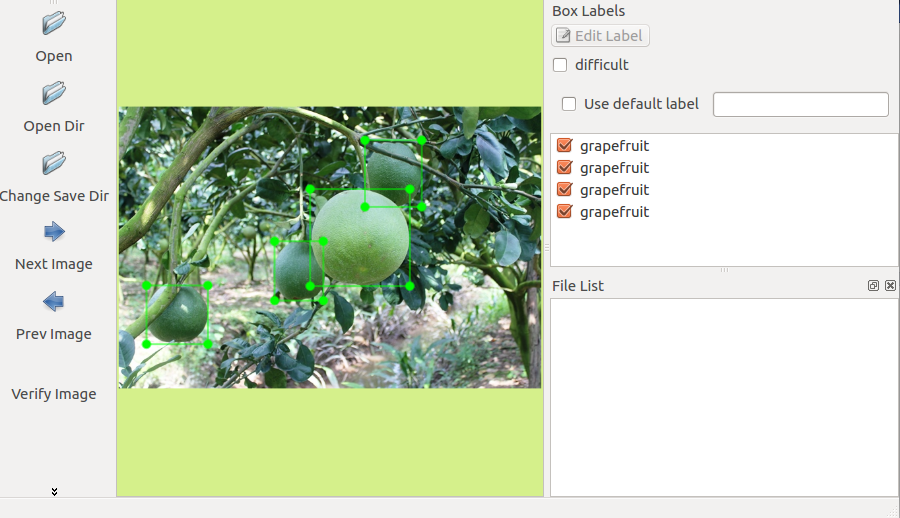 Open
Open Dir
Change Save Dir
Next Image
Prev Image
Verify Image
Box Labels
Edit Label
difficult
Use default label
grapefruit
grapefruit
grapefruit
grapefruit
File List